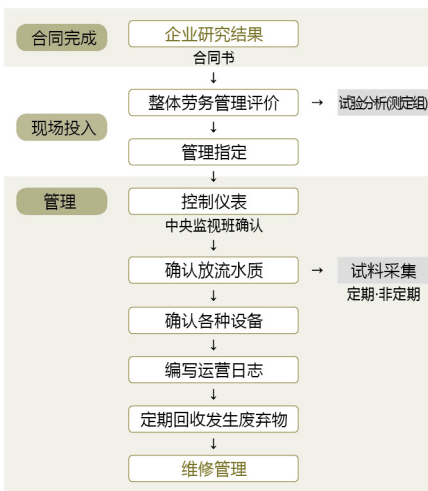 合同完成
企业研究结果
合同书
↓
整体劳务管理评价 → 试验分析(测定组)
↓
现场投入
管理指定
↓
管理
控制仪表
中央监视班确认
↓
确认放流水质 → 试料采集
定期·非定期
↓
确认各种设备
↓
编写运营日志
↓
定期回收发生废弃物
↓
维修管理